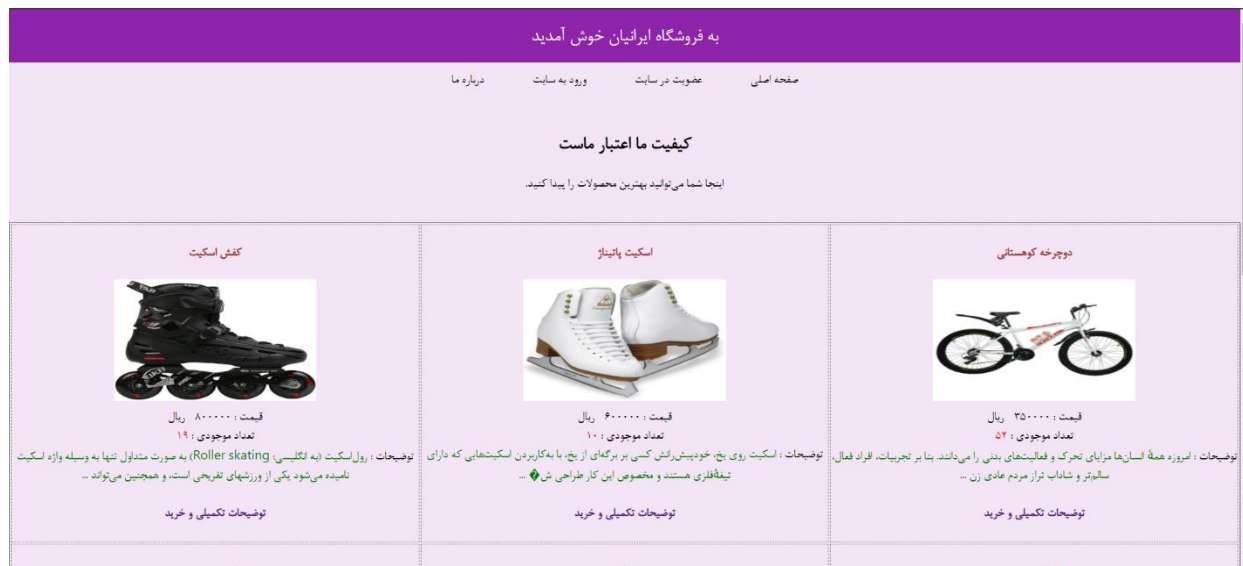 به فروشگاه ایرانیان خوش آمدید
صفحه اصلی
عضویت در سایت
ورود به سایت
درباره ما
کیفیت ما اعتبار ماست
اینجا شما می‌توانید بهترین محصولات را پیدا کنید.
دوچرخه کوهستانی
قیمت : ۳۵۰۰۰۰ ریال
تعداد موجودی : ۵۲
توضیحات : امروزه همهٔ انسان‌ها مزایای تحرک و فعالیت‌های بدنی را می‌دانند. بنا بر تجربیات، افراد فعال،
سالم‌تر و شاداب تراز مردم عادی زن ...
توضیحات تکمیلی و خرید
اسکیت پاتیناژ
قیمت : ۶۰۰۰۰۰ ریال
تعداد موجودی : ۱۰
توضیحات : اسکیت روی یخ، خودپیش‌رانش کسی بر برگه‌ای از یخ، با به‌کاربردن اسکیت‌هایی که دارای
تیغهٔفلزی هستند و مخصوص این کار طراحی ش� ...
توضیحات تکمیلی و خرید
کفش اسکیت
قیمت : ۸۰۰۰۰۰ ریال
تعداد موجودی : ۱۹
توضیحات : رول‌اسکیت (به انگلیسی: Roller skating) به صورت متداول تنها به وسیله واژه اسکیت
نامیده می‌شود یکی از ورزشهای تفریحی است، و همچنین می‌تواند ...
توضیحات تکمیلی و خرید